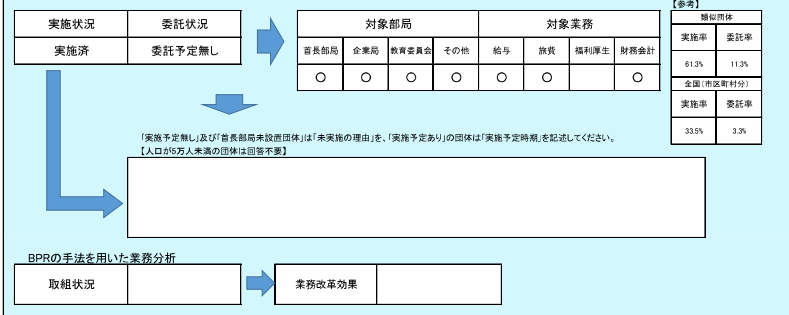 【参考】
実施状況 委託状況
実施済 委託予定無し
対象部局 対象業務
首長部局 企業局 教育委員会 その他 給与 旅費 福利厚生 財務会計
○ ○ ○ ○ ○ ○ ○
類似団体
実施率 委託率
61.3% 11.3%
全国(市区町村分)
実施率 委託率
33.5% 3.3%
「実施予定無し」及び「首長部局未設置団体」は「未実施の理由」を、「実施予定あり」の団体は「実施予定時期」を記述してください。
【人口が5万人未満の団体は回答不要】
BPRの手法を用いた業務分析
取組状況 業務改革効果